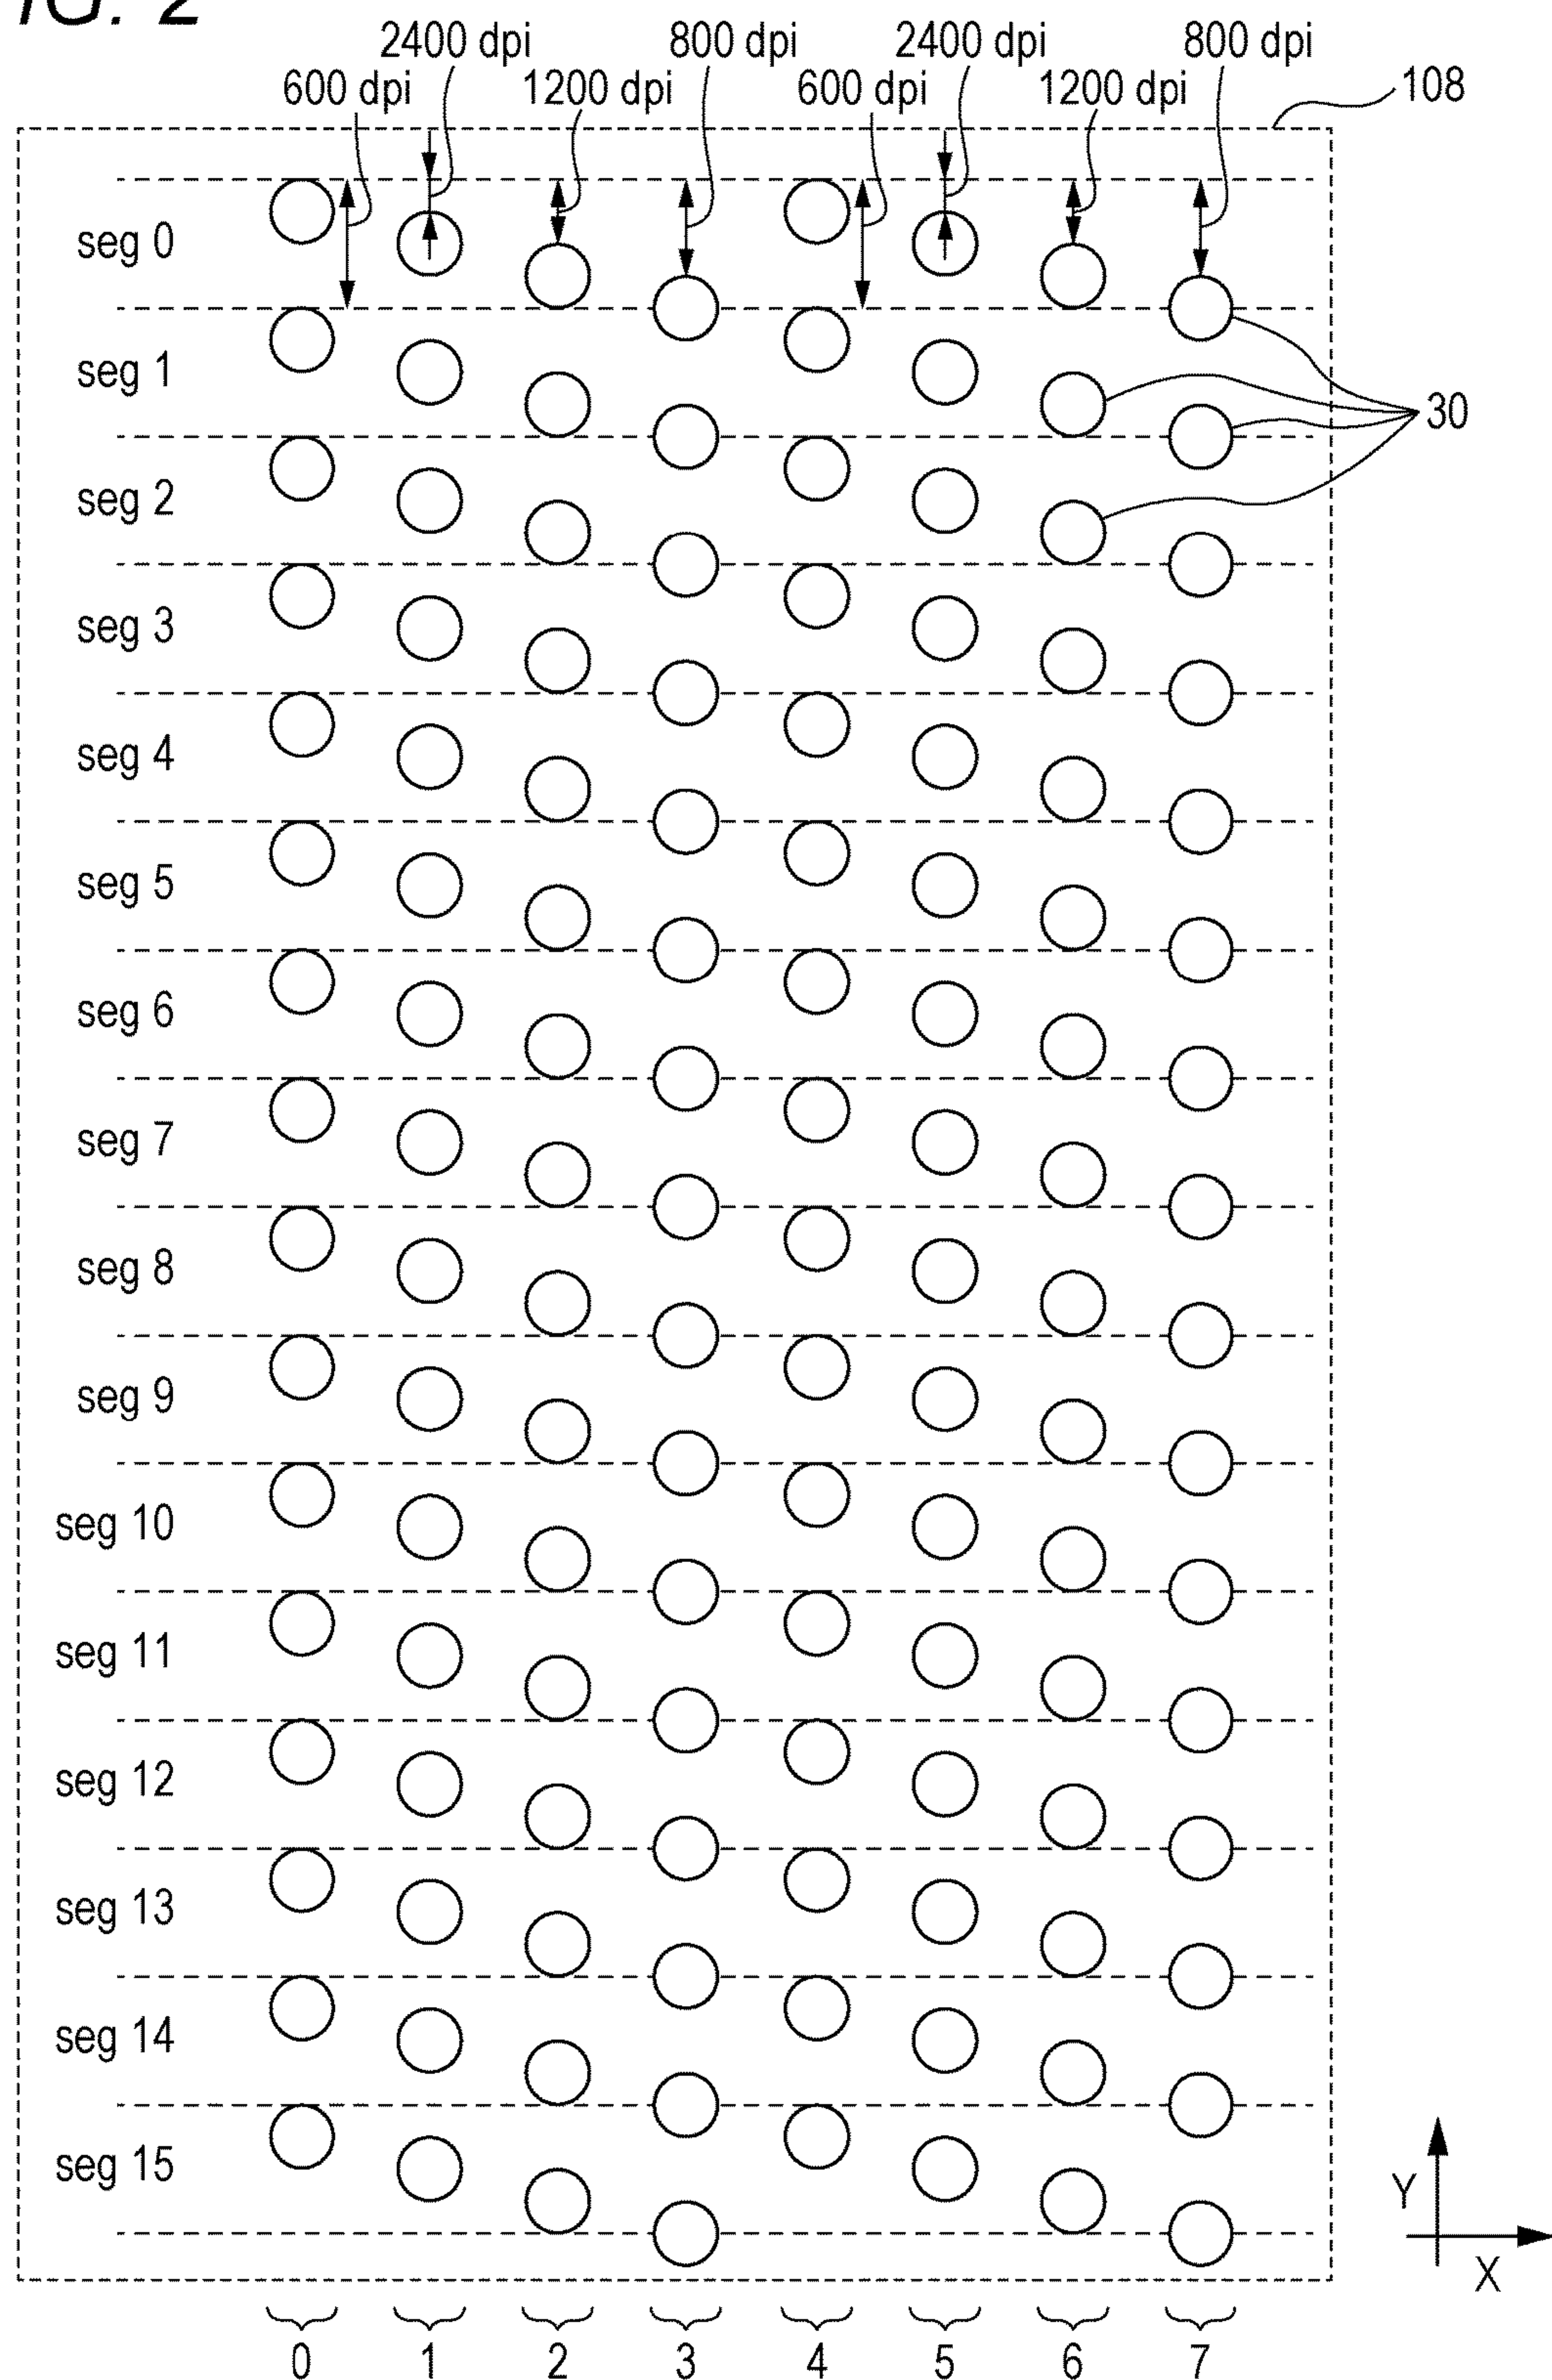 IG. 2
2400 dpi 800 dpi 2400 dpi 800 dpi
600 dpi 1200 dpi 600 dpi 1200 dpi 108
seg 0
seg 1
30
seg 2
seg 3
seg 4
seg 5
seg 6
seg 7
seg 8
seg 9
seg 10
seg 11
seg 12
seg 13
seg 14
seg 15
Y
X
0 1 2 3 4 5 6 7